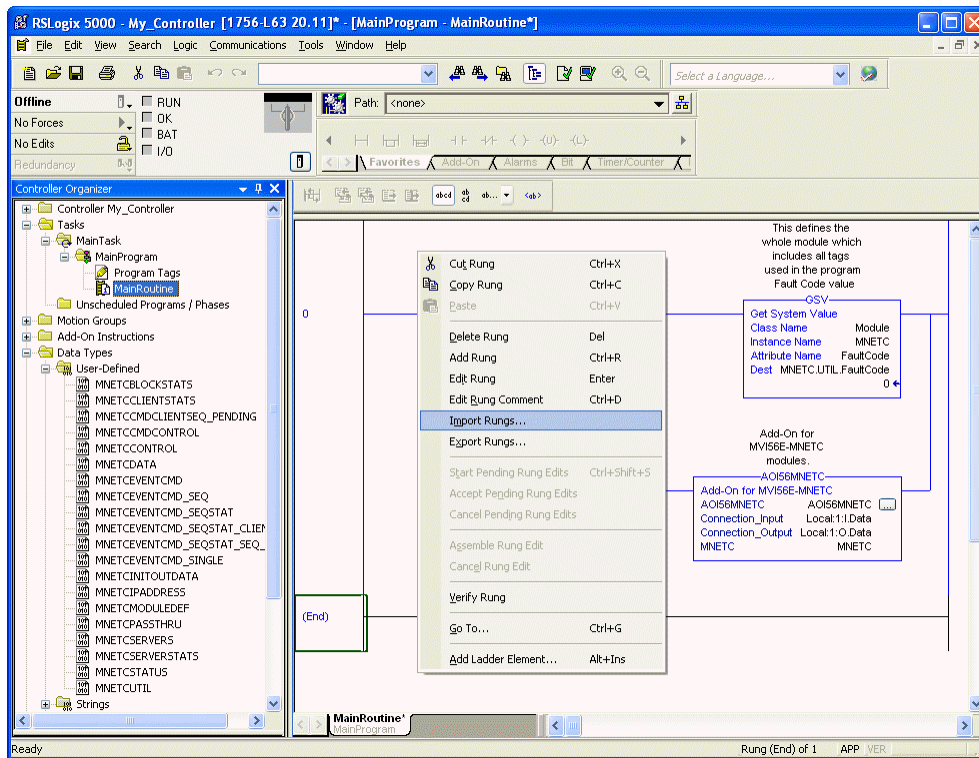 RSLogix 5000 - My_Controller [1756-L63 20.11]* - [MainProgram - MainRoutine*]
File Edit View Search Logic Communications Tools Window Help
Select a Language...
Offline
RUN
No Forces
OK
No Edits
BAT
Redundancy
I/O
Path: <none>
Favorites Add-On Alarms Bit Timer/Counter
Controller Organizer
Controller My_Controller
Tasks
MainTask
MainProgram
Program Tags
MainRoutine
Unscheduled Programs / Phases
Motion Groups
Add-On Instructions
Data Types
User-Defined
MNETCBLOCKSTATS
MNETCCLIENTSTATS
MNETCCMDCLIENTSEQ_PENDING
MNETCCMDCONTROL
MNETCCONTROL
MNETCDATA
MNETCEVENTCMD
MNETCEVENTCMD_SEQ
MNETCEVENTCMD_SEQSTAT
MNETCEVENTCMD_SEQSTAT_CLIEN
MNETCEVENTCMD_SEQSTAT_SEQ_
MNETCEVENTCMD_SINGLE
MNETCINITOUTDATA
MNETCIPADDRESS
MNETCMODULEDEF
MNETCPASSTHRU
MNETCSERVERS
MNETCSERVERSTATS
MNETCSTATUS
MNETCUTIL
Strings
abcd ab cd ab... <ab>
0
(End)
Cut Rung Ctrl+X
Copy Rung Ctrl+C
Paste Ctrl+V
Delete Rung Del
Add Rung Ctrl+R
Edit Rung Enter
Edit Rung Comment Ctrl+D
Import Rungs...
Export Rungs...
Start Pending Rung Edits Ctrl+Shift+S
Accept Pending Rung Edits
Cancel Pending Rung Edits
Assemble Rung Edit
Cancel Rung Edit
Verify Rung
Go To... Ctrl+G
Add Ladder Element... Alt+Ins
This defines the
whole module which
includes all tags
used in the program
Fault Code value
GSV
Get System Value
Class Name Module
Instance Name MNETC
Attribute Name FaultCode
Dest MNETC.UTIL.FaultCode
0
Add-On for
MVI56E-MNETC
modules.
AOI56MNETC
Add-On for MVI56E-MNETC
AOI56MNETC AOI56MNETC ...
Connection_Input Local:1:I.Data
Connection_Output Local:1:O.Data
MNETC MNETC
MainRoutine*
MainProgram
Ready
Rung (End) of 1 APP VER